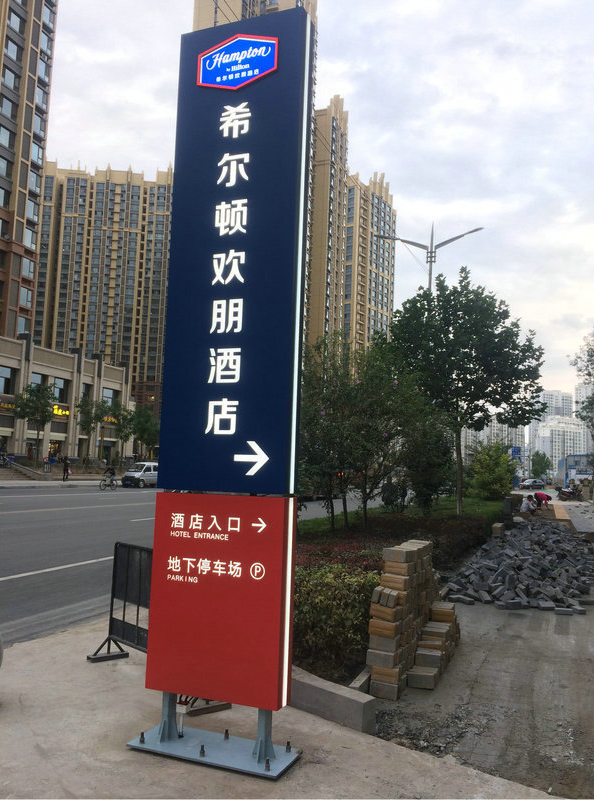 Hampton
by Hilton
希尔顿欢朋酒店
希尔顿欢朋酒店
酒店入口
HOTEL ENTRANCE
地下停车场 P
PARKING